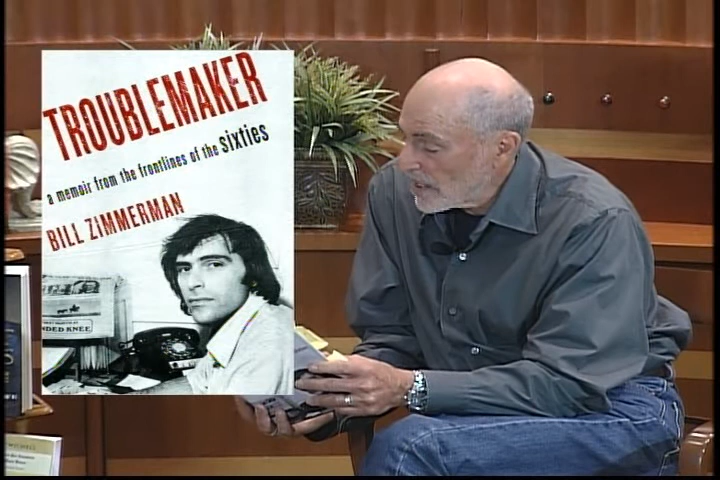 TROUBLEMAKER
a memoir from the frontlines of the sixties
BILL ZIMMERMAN
NDED KNEE